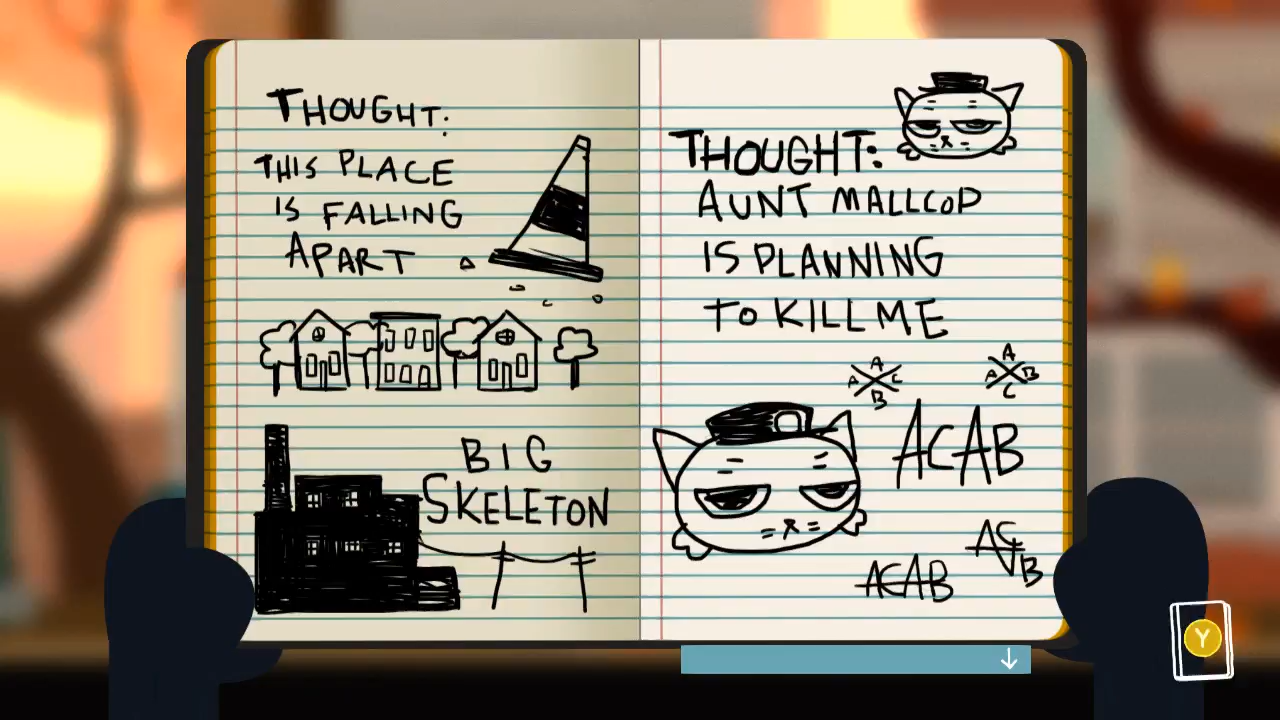 THOUGHT:
THIS PLACE
IS FALLING
APART
BIG
SKELETON
THOUGHT:
AUNT MALLCOP
IS PLANNING
TO KILL ME
A
A C
B
A
A B
C
ACAB
ACAB
ACAB
Y